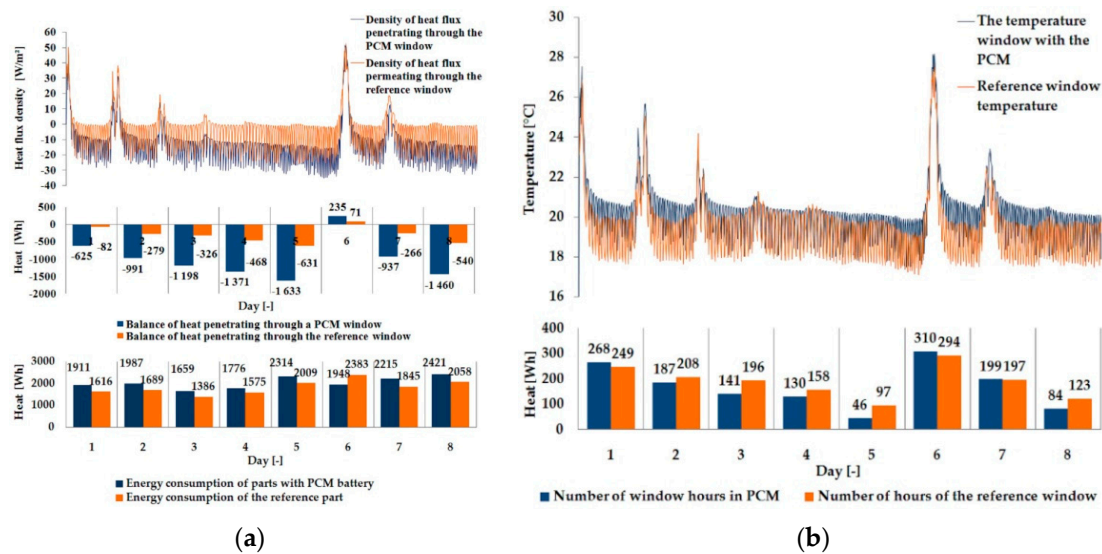 (a)
Density of heat flux
penetrating through the
PCM window
Density of heat flux
permeating through the
reference window
Heat flux density [W/m²]
60
50
40
30
20
10
0
-10
-20
-30
-40
Heat [Wh]
500
0
-500
-1000
-1500
2000
235 71
1 2 3 4 5 6 7 8
-625 -82
-991 -279
-1 198 -326
-1 371 -468
-1 633 -631
-937 -266
-1 460 -540
Day [-]
Balance of heat penetrating through a PCM window
Balance of heat penetrating through the reference window
Heat [Wh]
3000
2000
1000
0
1911 1616
1987 1689
1659 1386
1776 1575
2314 2009
1948 2383
2215 1845
2421 2058
1 2 3 4 5 6 7 8
Day [-]
Energy consumption of parts with PCM battery
Energy consumption of the reference part
(a)
b)
The temperature
window with the
PCM
Reference window
temperature
Temperature [°C]
30
28
26
24
22
20
18
16
Heat [Wh]
400
300
200
100
0
268 249
187 208
141 196
130 158
46 97
310 294
199 197
84 123
1 2 3 4 5 6 7 8
Day [-]
Number of window hours in PCM
Number of hours of the reference window
(b)